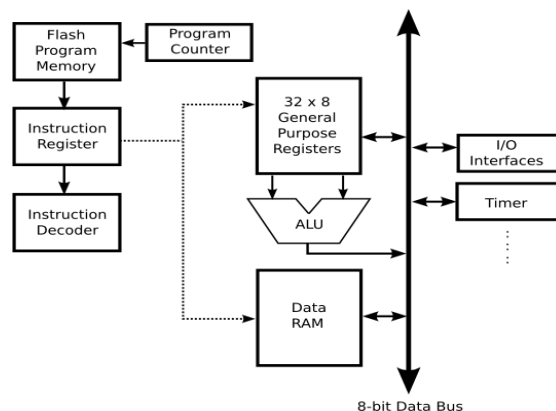 Flash
Program
Memory
Program
Counter
Instruction
Register
Instruction
Decoder
32 x 8
General
Purpose
Registers
ALU
Data
RAM
I/O
Interfaces
Timer
8-bit Data Bus